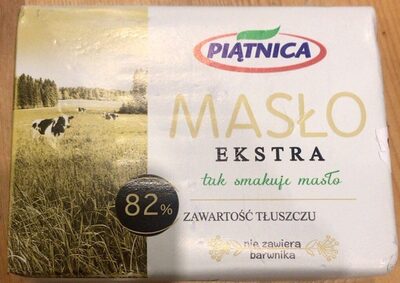 PIĄTNICA
MASŁO
EKSTRA
tak smakuje masło
82%
ZAWARTOŚĆ TŁUSZCZU
nie zawiera
barwnika